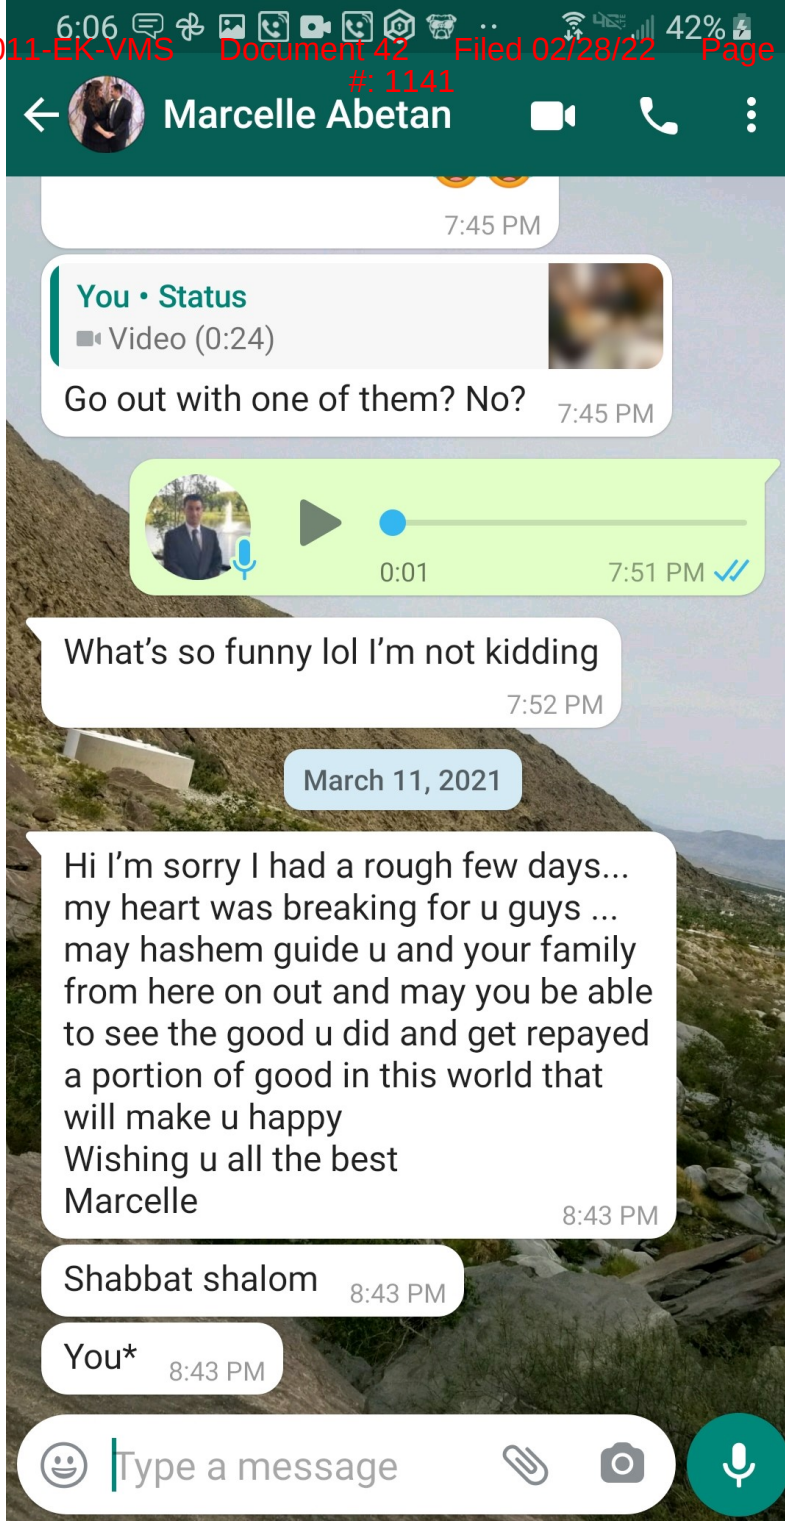 6:06 42%
011-EK-VMS Document 42 Filed 02/28/22 Page
#: 1141
Marcelle Abetan
7:45 PM
You • Status
Video (0:24)
Go out with one of them? No?
7:45 PM
0:01 7:51 PM
What's so funny lol I'm not kidding
7:52 PM
March 11, 2021
Hi I'm sorry I had a rough few days...
my heart was breaking for u guys ...
may hashem guide u and your family
from here on out and may you be able
to see the good u did and get repayed
a portion of good in this world that
will make u happy
Wishing u all the best
Marcelle
8:43 PM
Shabbat shalom 8:43 PM
You* 8:43 PM
Type a message